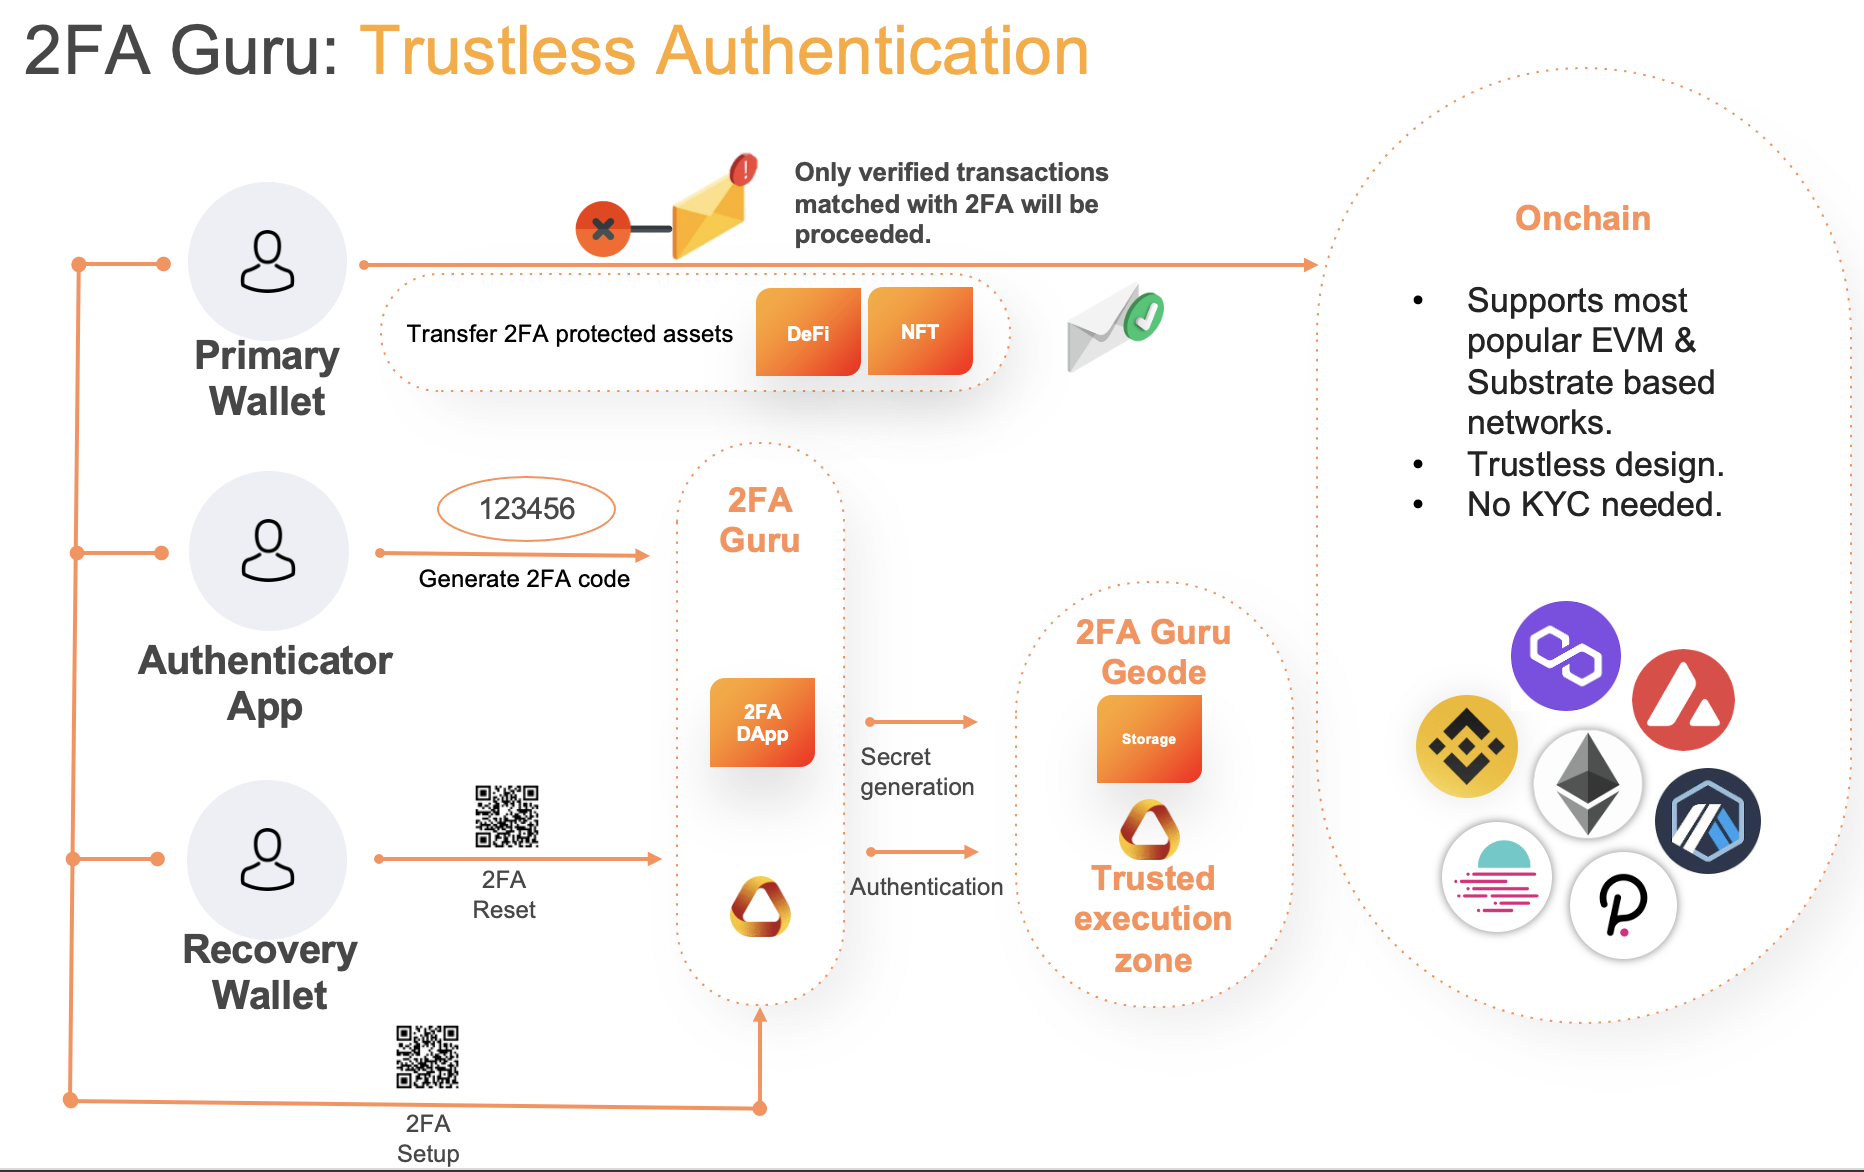 2FA Guru: Trustless Authentication
Only verified transactions
matched with 2FA will be
proceeded.
Primary
Wallet
Transfer 2FA protected assets
DeFi
NFT
Onchain
• Supports most
popular EVM &
Substrate based
networks.
• Trustless design.
• No KYC needed.
Authenticator
App
123456
Generate 2FA code
2FA
Guru
2FA
DApp
Secret
generation
Authentication
2FA Guru
Geode
Storage
Trusted
execution
zone
Recovery
Wallet
2FA
Reset
2FA
Setup